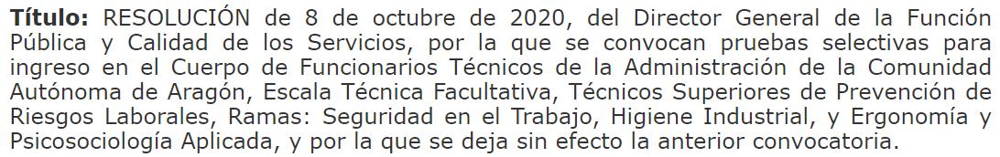 Título: RESOLUCIÓN de 8 de octubre de 2020, del Director General de la Función
Pública y Calidad de los Servicios, por la que se convocan pruebas selectivas para
ingreso en el Cuerpo de Funcionarios Técnicos de la Administración de la Comunidad
Autónoma de Aragón, Escala Técnica Facultativa, Técnicos Superiores de Prevención de
Riesgos Laborales, Ramas: Seguridad en el Trabajo, Higiene Industrial, y Ergonomía y
Psicosociología Aplicada, y por la que se deja sin efecto la anterior convocatoria.